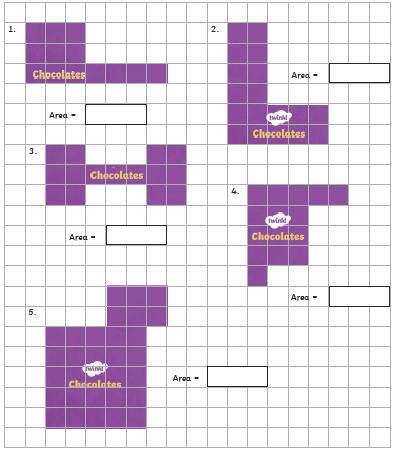 1.
Chocolates
Area =
2.
Area =
twinkl
Chocolates
3.
Chocolates
Area =
4.
twinkl
Chocolates
Area =
5.
twinkl
Chocolates
Area =